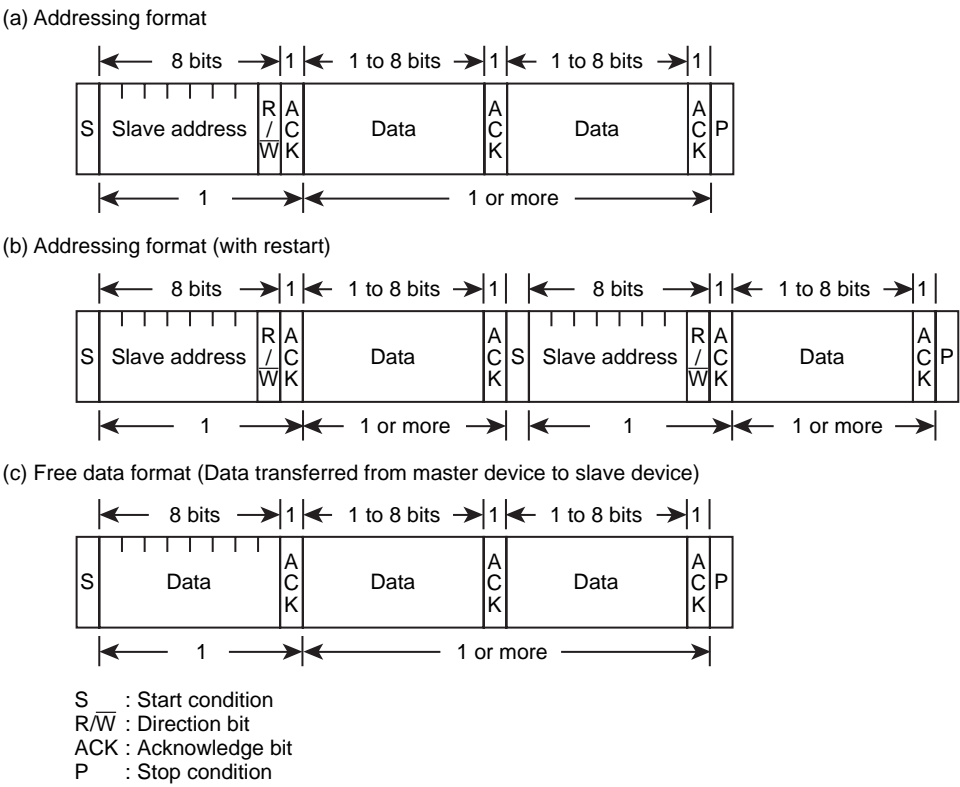 (a) Addressing format
8 bits 1 1 to 8 bits 1 1 to 8 bits 1
S Slave address R/W̅ ACK Data ACK Data ACK P
1 1 or more
(b) Addressing format (with restart)
8 bits 1 1 to 8 bits 1 8 bits 1 1 to 8 bits 1
S Slave address R/W̅ ACK Data ACK S Slave address R/W̅ ACK Data ACK P
1 1 or more 1 1 or more
(c) Free data format (Data transferred from master device to slave device)
8 bits 1 1 to 8 bits 1 1 to 8 bits 1
S Data ACK Data ACK Data ACK P
1 1 or more
S : Start condition
R/W̅ : Direction bit
ACK : Acknowledge bit
P : Stop condition